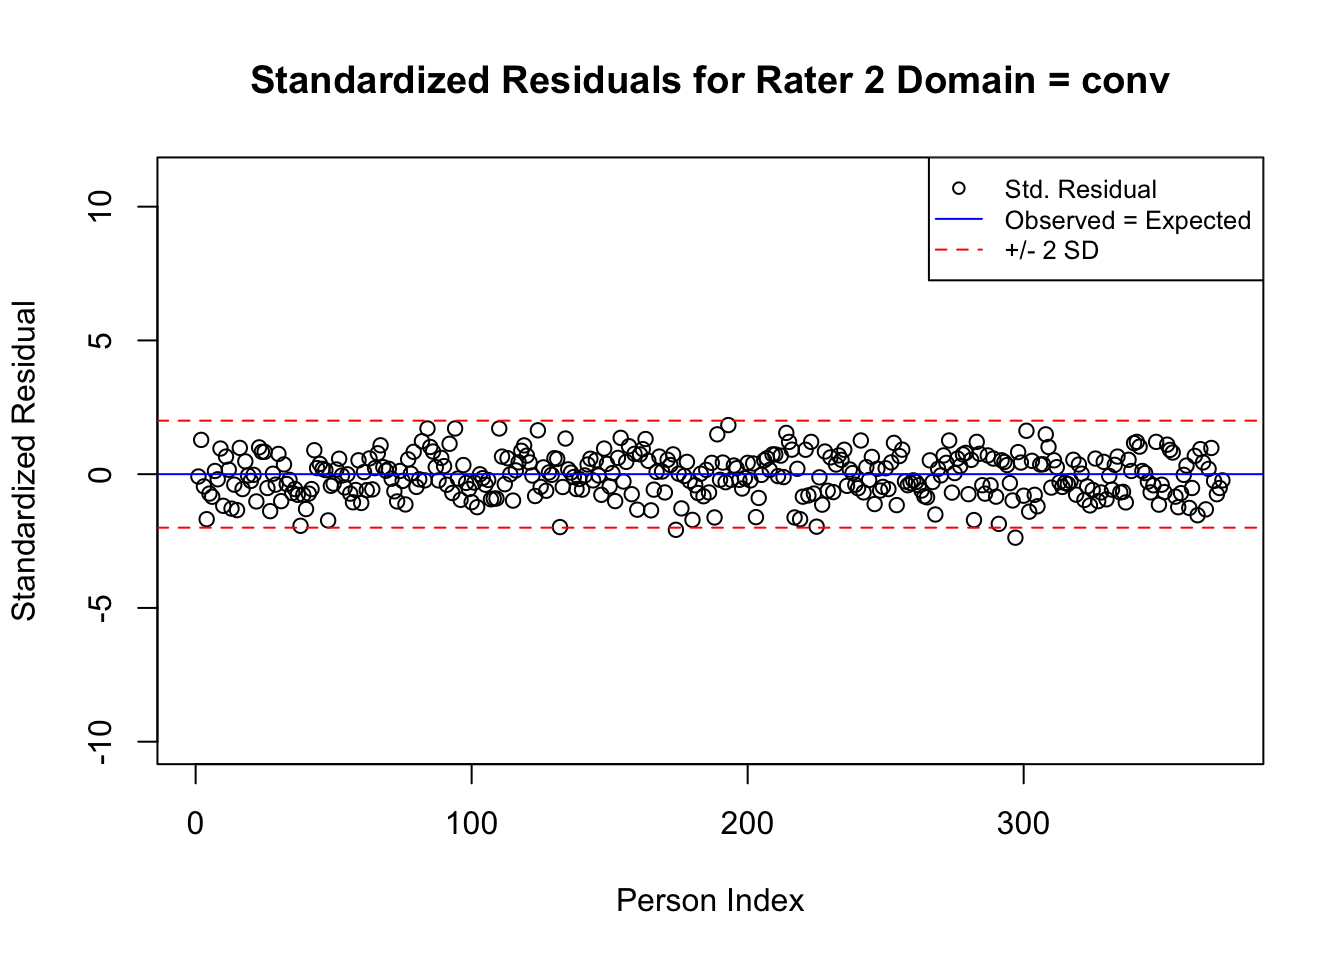 Standardized Residuals for Rater 2 Domain = conv
Std. Residual
Observed = Expected
+/- 2 SD
10
5
0
-5
-10
Standardized Residual
0 100 200 300
Person Index